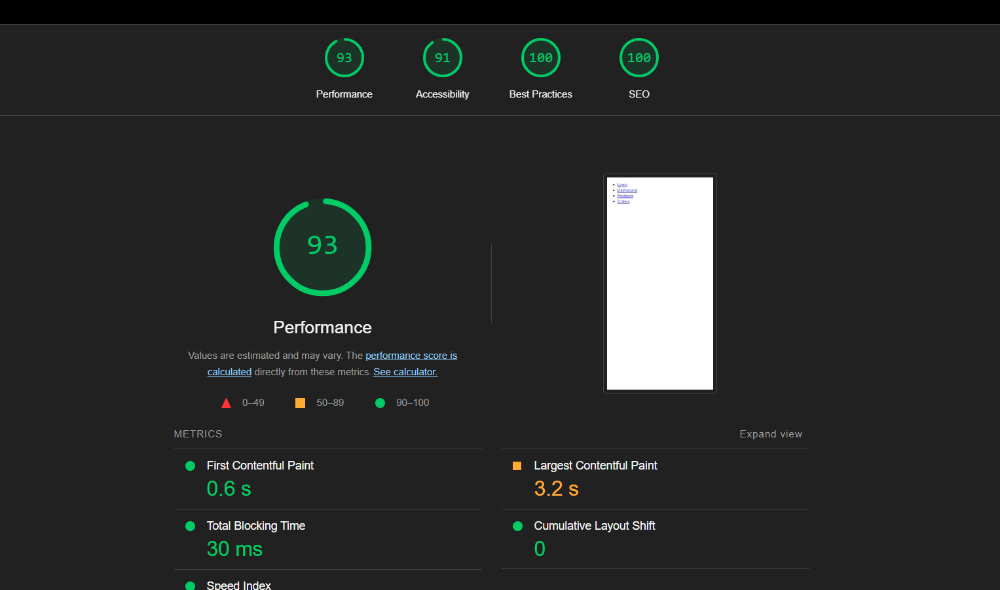 93
91
100
100
Performance
Accessibility
Best Practices
SEO
93
Performance
Values are estimated and may vary. The performance score is
calculated directly from these metrics. See calculator.
0–49
50–89
90–100
Login
Dashboard
Products
Orders
METRICS
Expand view
First Contentful Paint
0.6 s
Largest Contentful Paint
3.2 s
Total Blocking Time
30 ms
Cumulative Layout Shift
0
Speed Index